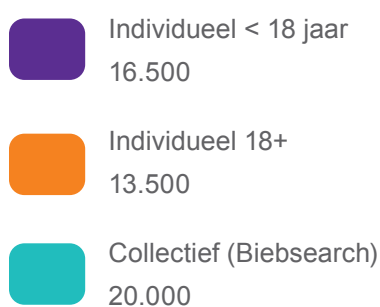 Individueel < 18 jaar
16.500
Individueel 18+
13.500
Collectief (Biebsearch)
20.000